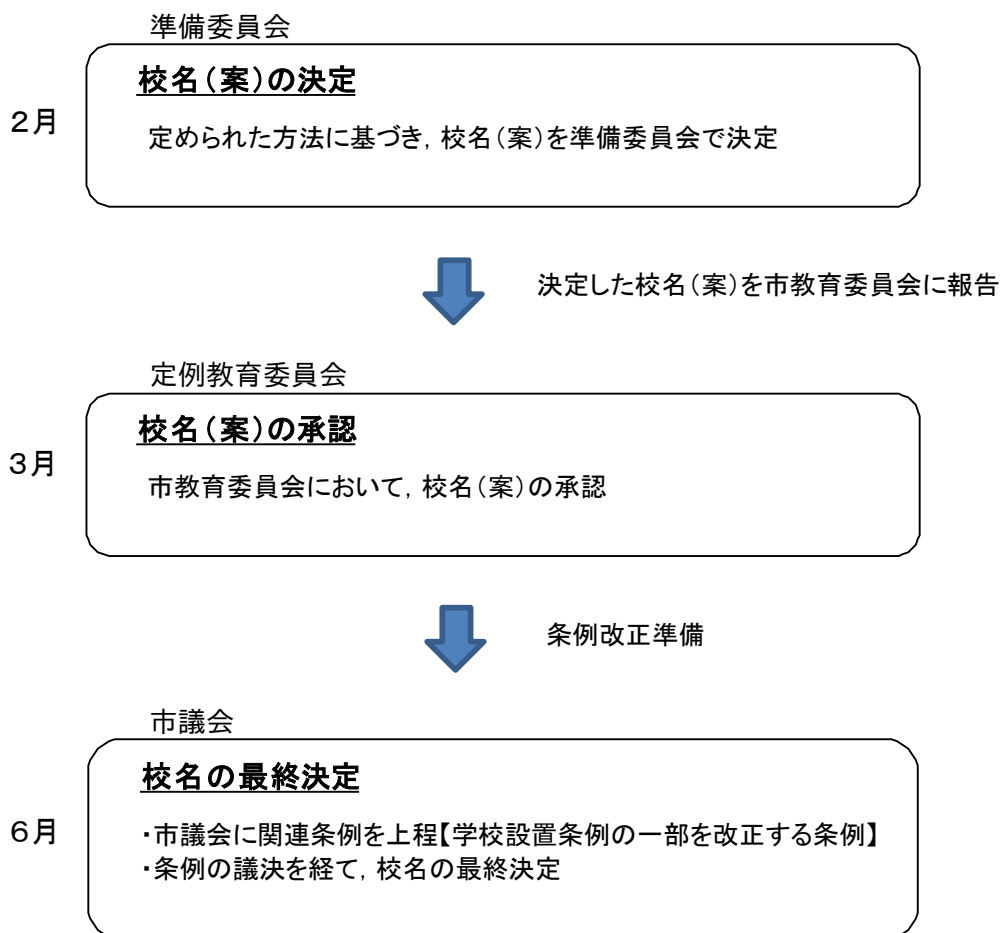 準備委員会
校名（案）の決定
２月
定められた方法に基づき，校名（案）を準備委員会で決定
決定した校名（案）を市教育委員会に報告
定例教育委員会
校名（案）の承認
３月
市教育委員会において，校名（案）の承認
条例改正準備
市議会
校名の最終決定
６月
・市議会に関連条例を上程【学校設置条例の一部を改正する条例】
・条例の議決を経て，校名の最終決定